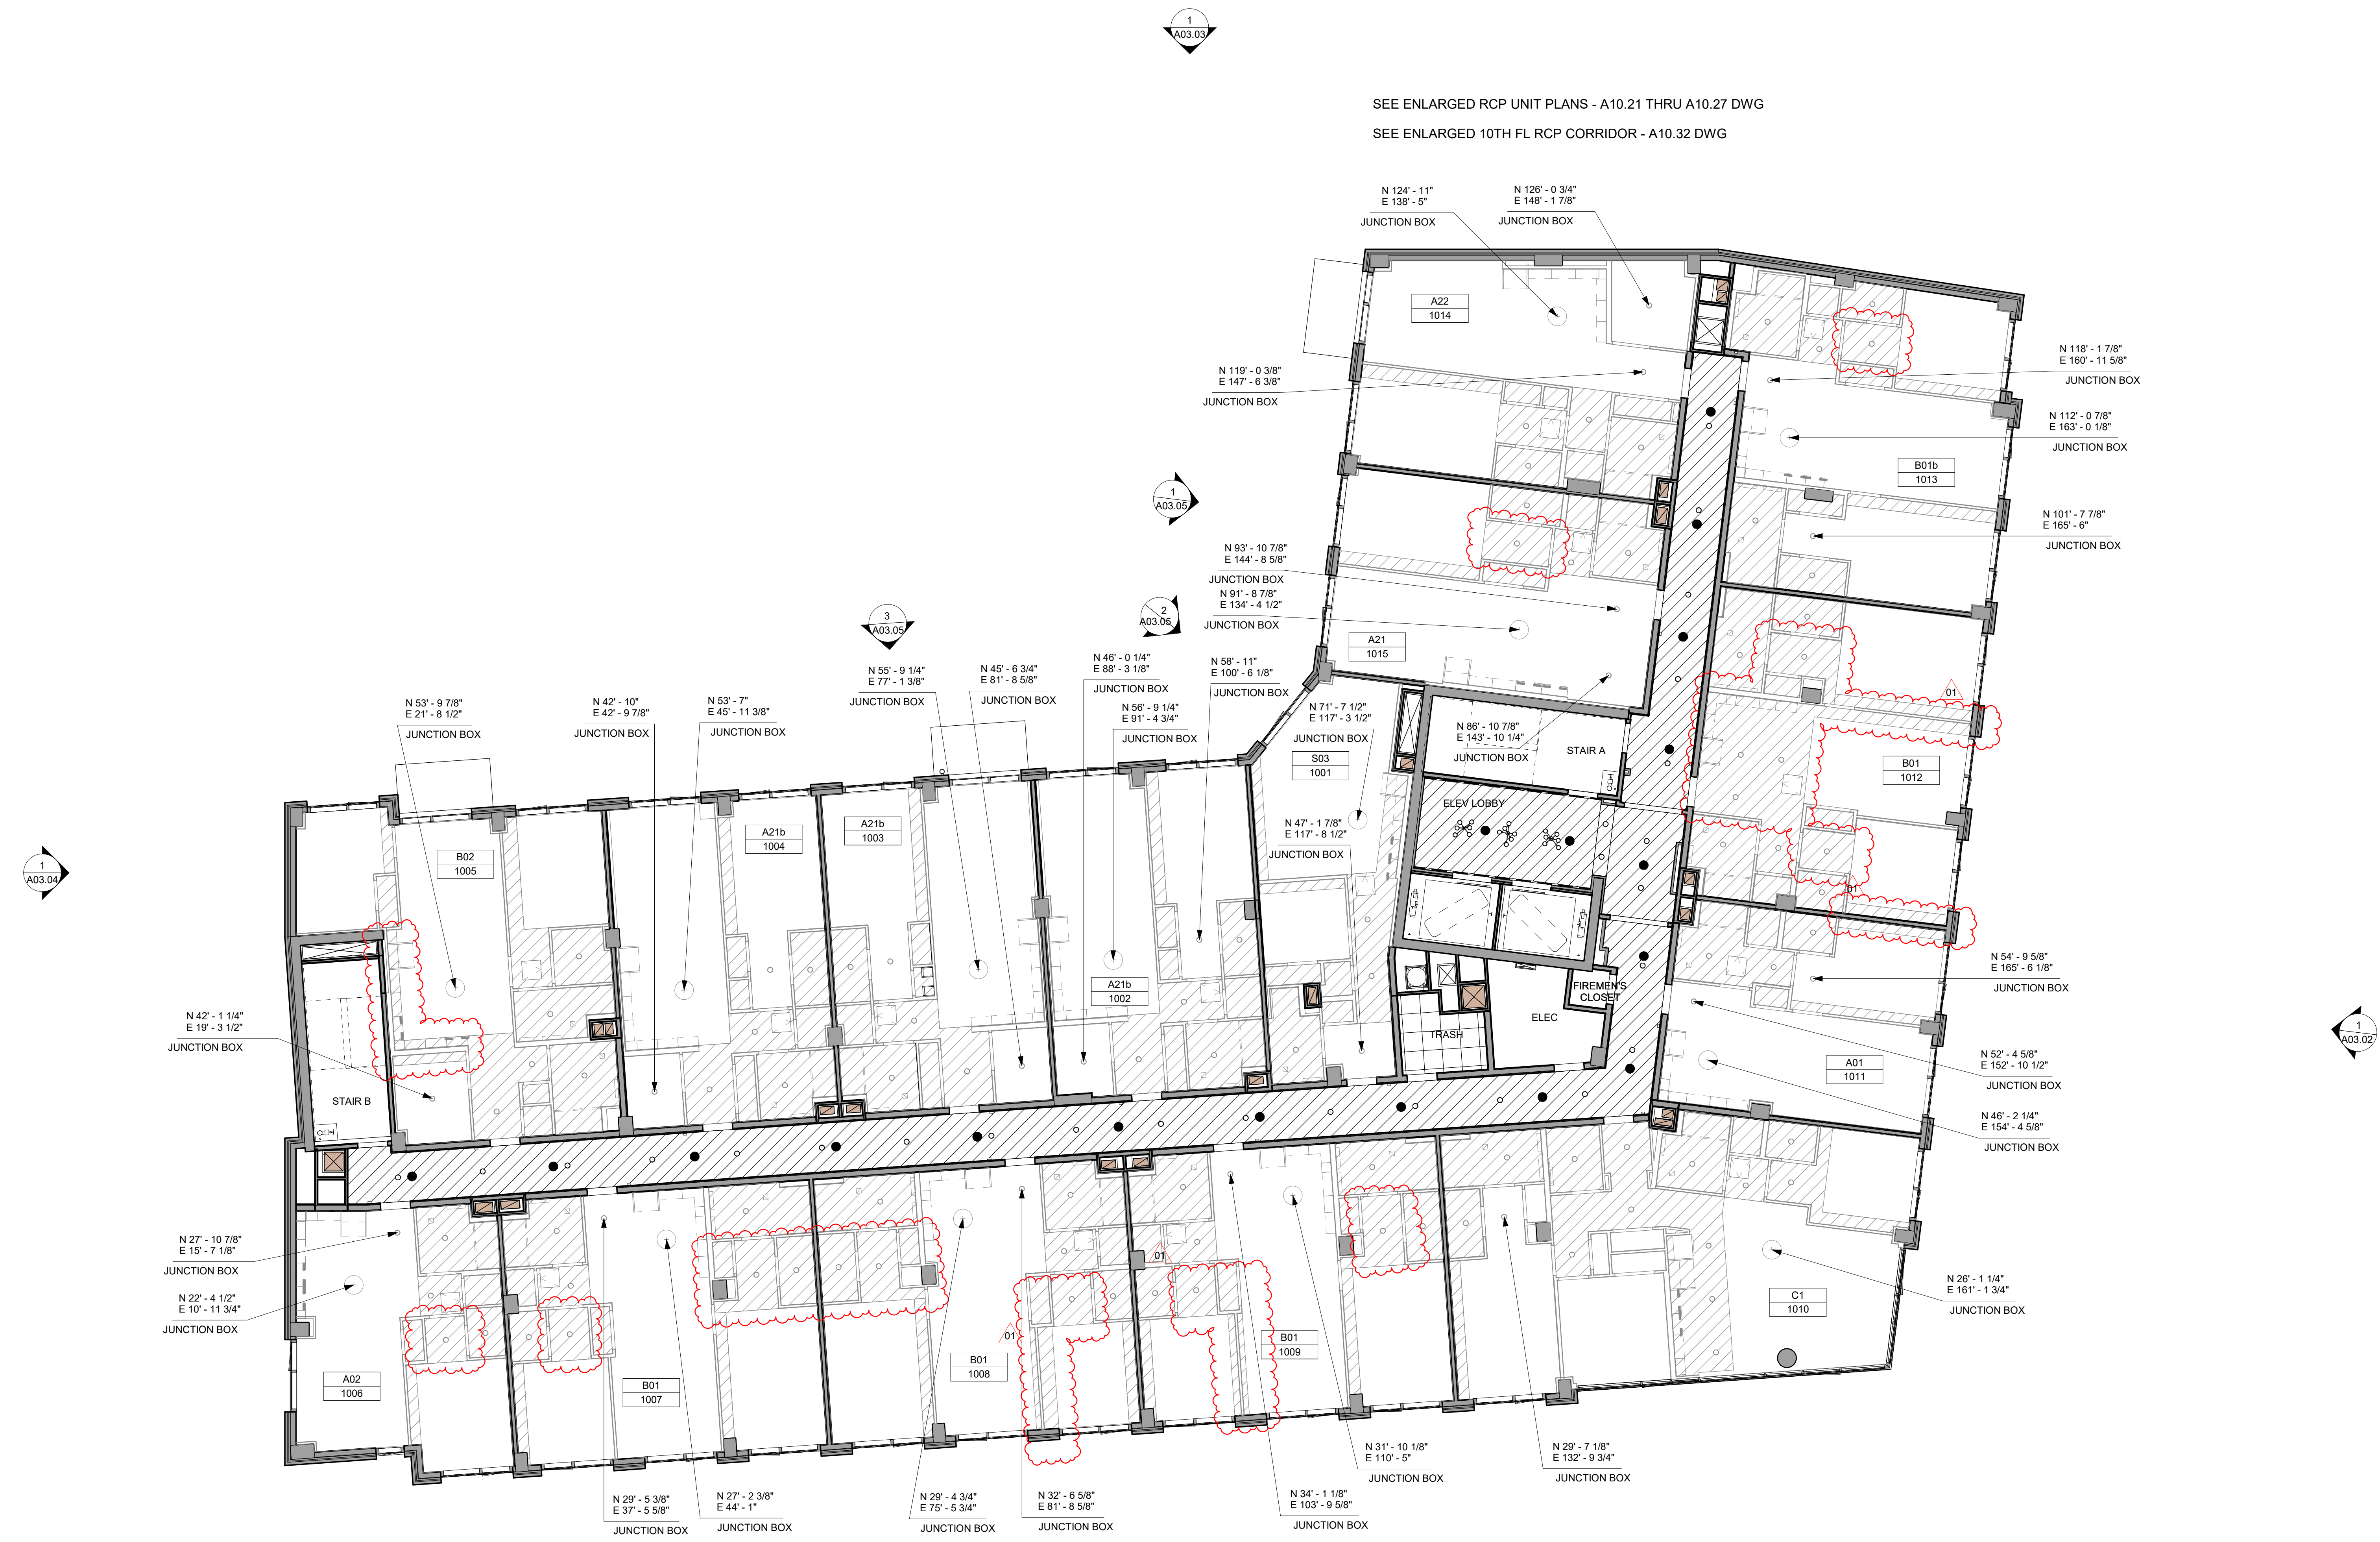 1
A03.03
SEE ENLARGED RCP UNIT PLANS - A10.21 THRU A10.27 DWG
SEE ENLARGED 10TH FL RCP CORRIDOR - A10.32 DWG
N 124' - 11"
E 138' - 5"
JUNCTION BOX
N 126' - 0 3/4"
E 148' - 1 7/8"
JUNCTION BOX
A22
1014
N 119' - 0 3/8"
E 147' - 6 3/8"
JUNCTION BOX
N 118' - 1 7/8"
E 160' - 11 5/8"
JUNCTION BOX
N 112' - 0 7/8"
E 163' - 0 1/8"
JUNCTION BOX
B01b
1013
1
A03.05
N 101' - 7 7/8"
E 165' - 6"
JUNCTION BOX
N 93' - 10 7/8"
E 144' - 8 5/8"
JUNCTION BOX
N 91' - 8 7/8"
E 134' - 4 1/2"
JUNCTION BOX
3
A03.05
2
A03.05
A21
1015
N 55' - 9 1/4"
E 77' - 1 3/8"
JUNCTION BOX
N 45' - 6 3/4"
E 81' - 8 5/8"
JUNCTION BOX
N 46' - 0 1/4"
E 88' - 3 1/8"
JUNCTION BOX
N 58' - 11"
E 100' - 6 1/8"
JUNCTION BOX
01
N 53' - 9 7/8"
E 21' - 8 1/2"
JUNCTION BOX
N 42' - 10"
E 42' - 9 7/8"
JUNCTION BOX
N 53' - 7"
E 45' - 11 3/8"
JUNCTION BOX
N 56' - 9 1/4"
E 91' - 4 3/4"
JUNCTION BOX
N 71' - 7 1/2"
E 117' - 3 1/2"
JUNCTION BOX
N 86' - 10 7/8"
E 143' - 10 1/4"
JUNCTION BOX
STAIR A
S03
1001
B01
1012
ELEV LOBBY
A21b
1004
A21b
1003
N 47' - 1 7/8"
E 117' - 8 1/2"
JUNCTION BOX
B02
1005
1
A03.04
01
A21b
1002
FIREMEN'S
CLOSET
N 54' - 9 5/8"
E 165' - 6 1/8"
JUNCTION BOX
N 42' - 1 1/4"
E 19' - 3 1/2"
JUNCTION BOX
ELEC
TRASH
1
A03.02
N 52' - 4 5/8"
E 152' - 10 1/2"
JUNCTION BOX
A01
1011
STAIR B
N 46' - 2 1/4"
E 154' - 4 5/8"
JUNCTION BOX
N 27' - 10 7/8"
E 15' - 7 1/8"
JUNCTION BOX
01
N 22' - 4 1/2"
E 10' - 11 3/4"
JUNCTION BOX
N 26' - 1 1/4"
E 161' - 1 3/4"
JUNCTION BOX
C1
1010
01
B01
1009
B01
1008
A02
1006
B01
1007
N 31' - 10 1/8"
E 110' - 5"
JUNCTION BOX
N 29' - 7 1/8"
E 132' - 9 3/4"
JUNCTION BOX
N 29' - 5 3/8"
E 37' - 5 5/8"
JUNCTION BOX
N 27' - 2 3/8"
E 44' - 1"
JUNCTION BOX
N 29' - 4 3/4"
E 75' - 5 3/4"
JUNCTION BOX
N 32' - 6 5/8"
E 81' - 8 5/8"
JUNCTION BOX
N 34' - 1 1/8"
E 103' - 9 5/8"
JUNCTION BOX